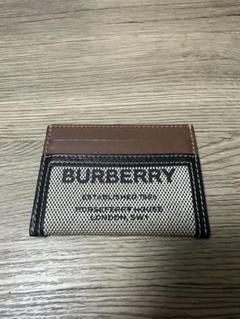 BURBERRY
ESTABLISHED 1856
HORSEFERRY HOUSE
LONDON, SW1